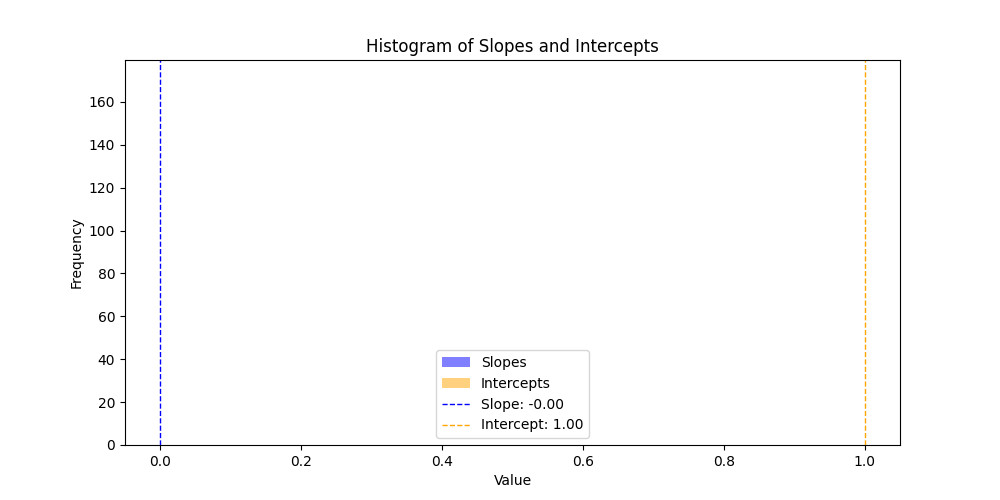 Histogram of Slopes and Intercepts
160
140
120
100
80
60
40
20
0
Frequency
Slopes
Intercepts
Slope: -0.00
Intercept: 1.00
0.0 0.2 0.4 0.6 0.8 1.0
Value